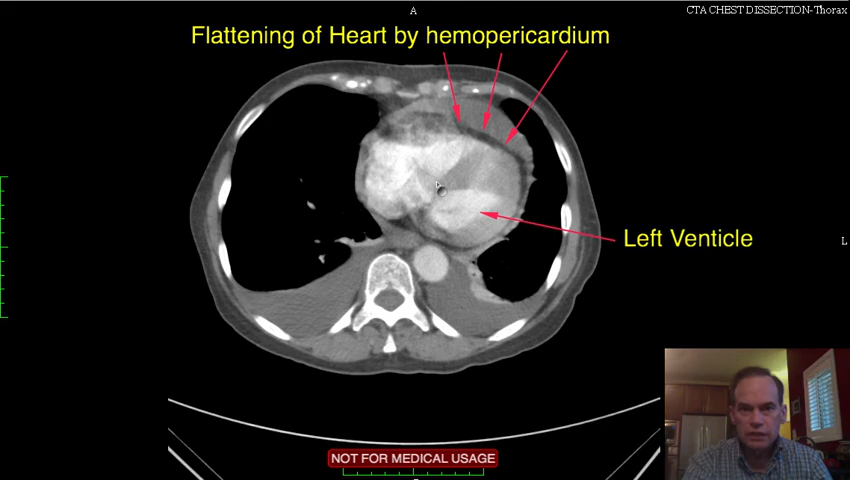 A
CTA CHEST DISSECTION-Thorax
Flattening of Heart by hemopericardium
L
Left Venticle
NOT FOR MEDICAL USAGE